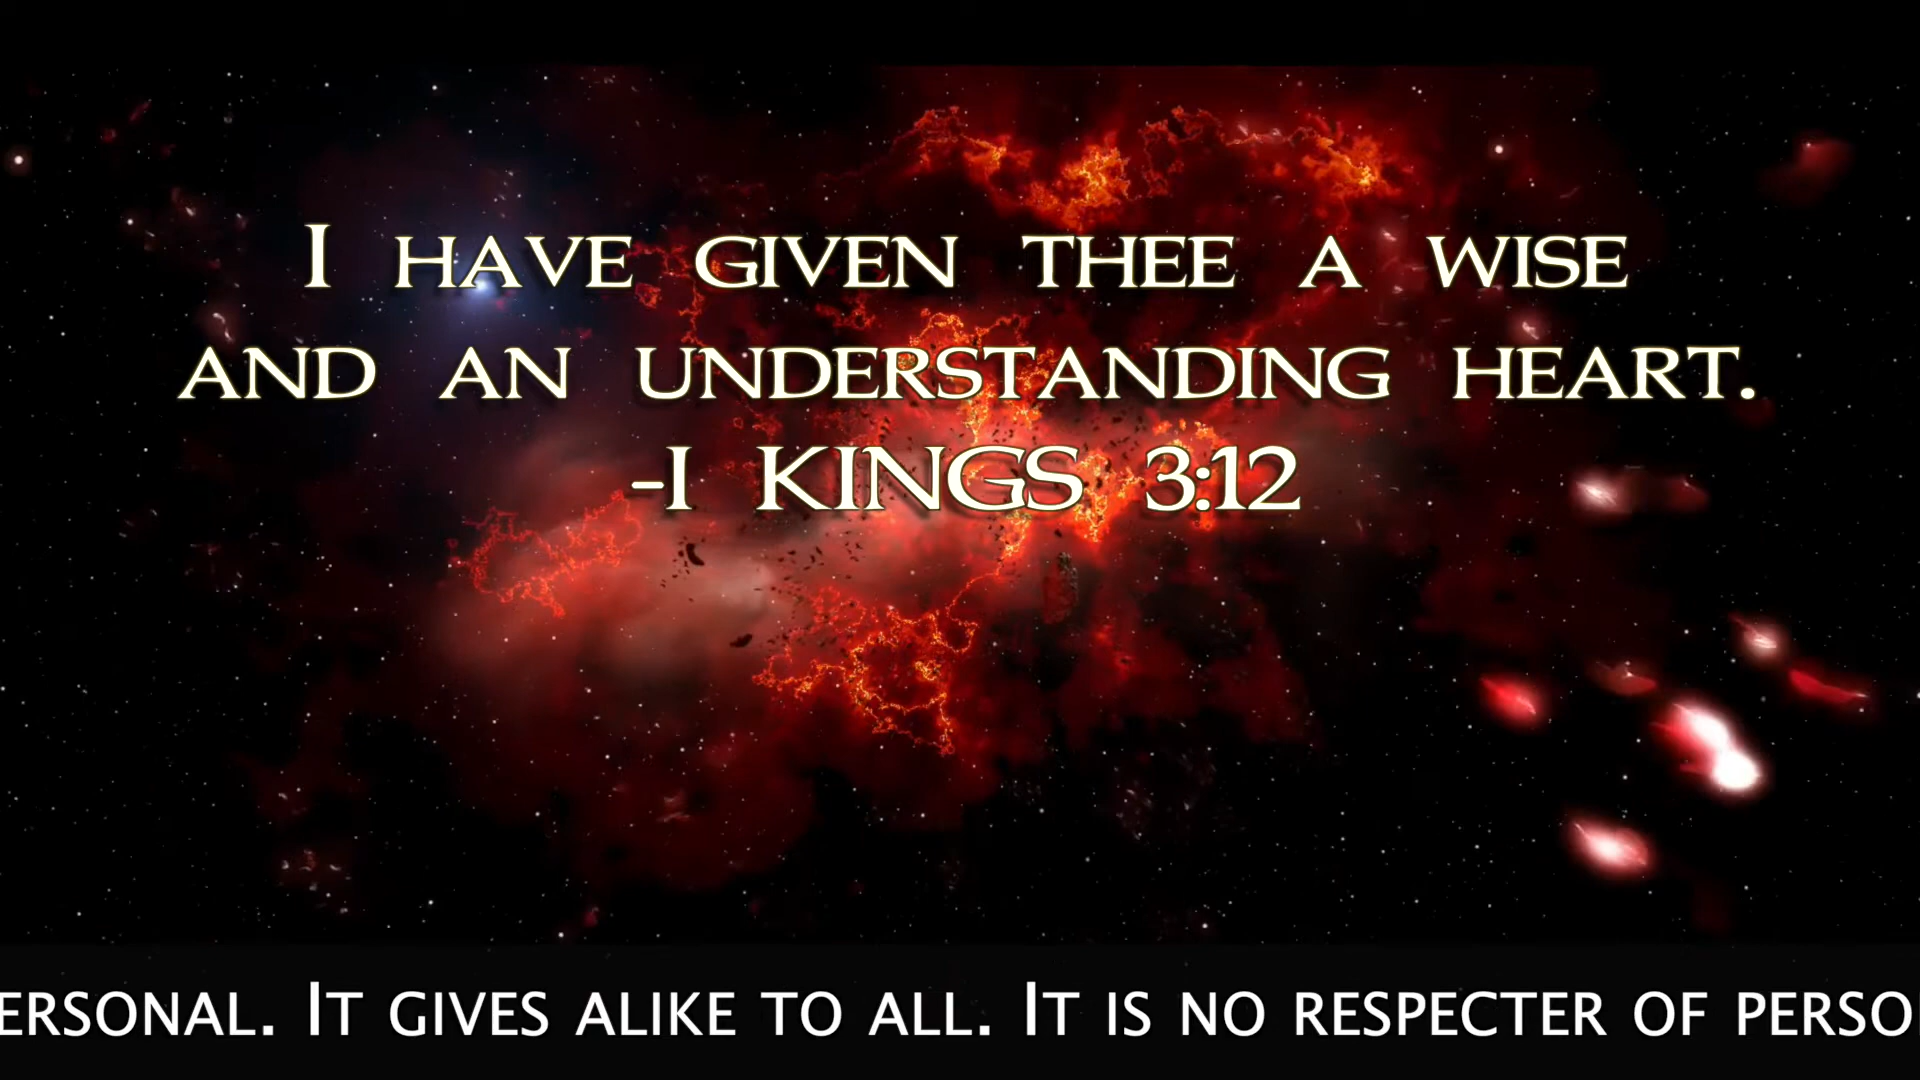 I HAVE GIVEN THEE A WISE
AND AN UNDERSTANDING HEART.
-I KINGS 3:12
ERSONAL. IT GIVES ALIKE TO ALL. IT IS NO RESPECTER OF PERSO